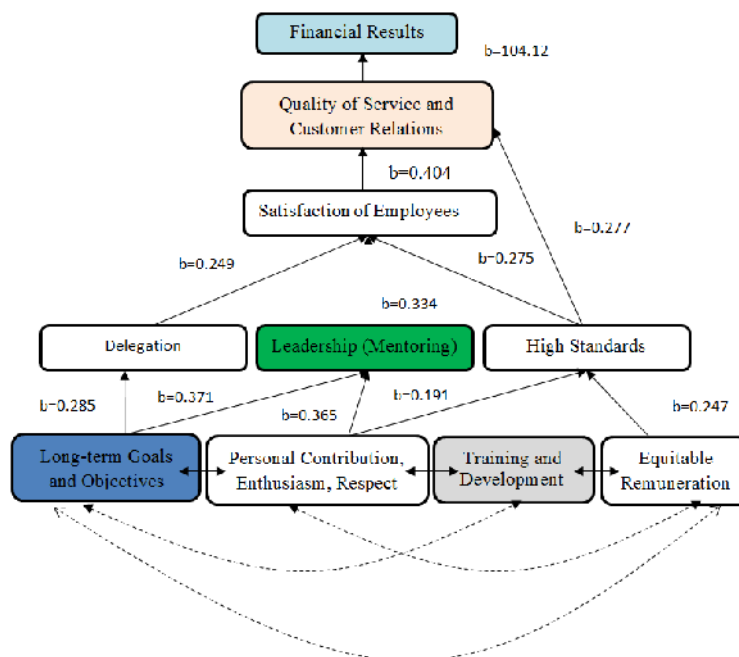 Financial Results
b=104.12
Quality of Service and
Customer Relations
b=0.404
Satisfaction of Employees
b=0.277
b=0.249
b=0.275
b=0.334
Delegation
Leadership (Mentoring)
High Standards
b=0.285
b=0.371
b=0.365
b=0.191
b=0.247
Long-term Goals
and Objectives
Personal Contribution,
Enthusiasm, Respect
Training and
Development
Equitable
Remuneration